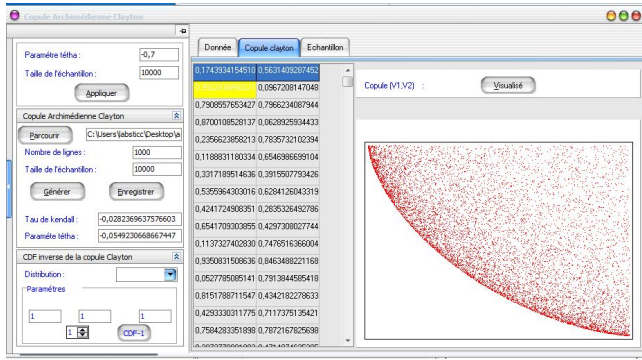 Copule Archimédienne Clayton
Paramétre tétha : -0,7
Taille de l'échantillon : 10000
Appliquer
Copule Archimédienne Clayton
Parcourir C:\Users\labsticc\Desktop\a
Nombre de lignes : 1000
Taille de l'échantillon : 10000
Générer Enregistrer
Tau de kendall : -0,0282369637576603
Paraméte tétha : -0,0549230668667447
CDF inverse de la copule Clayton
Distribution :
Paramétres
1 1 1
1 CDF-1
Donnée Copule clayton Echantillon
0,1743934154510 0,5631409287452
0,0967208147048
0,7908557653427 0,7966234087944
0,8700108528137 0,0628925934433
0,2356623858213 0,7835732102394
0,1188831180334 0,6546986699104
0,3317189514636 0,3915507793426
0,5355964303016 0,6284126043319
0,4241724908351 0,2835326492786
0,6541709303855 0,4297308027744
0,1137327402830 0,7476516366004
0,9350831508636 0,8463488221168
0,0527785085141 0,7913844585418
0,8151788711547 0,4342182278633
0,4293330311775 0,7117375135421
0,7584283351898 0,7872167825698
Copule (V1,V2) : Visualisé